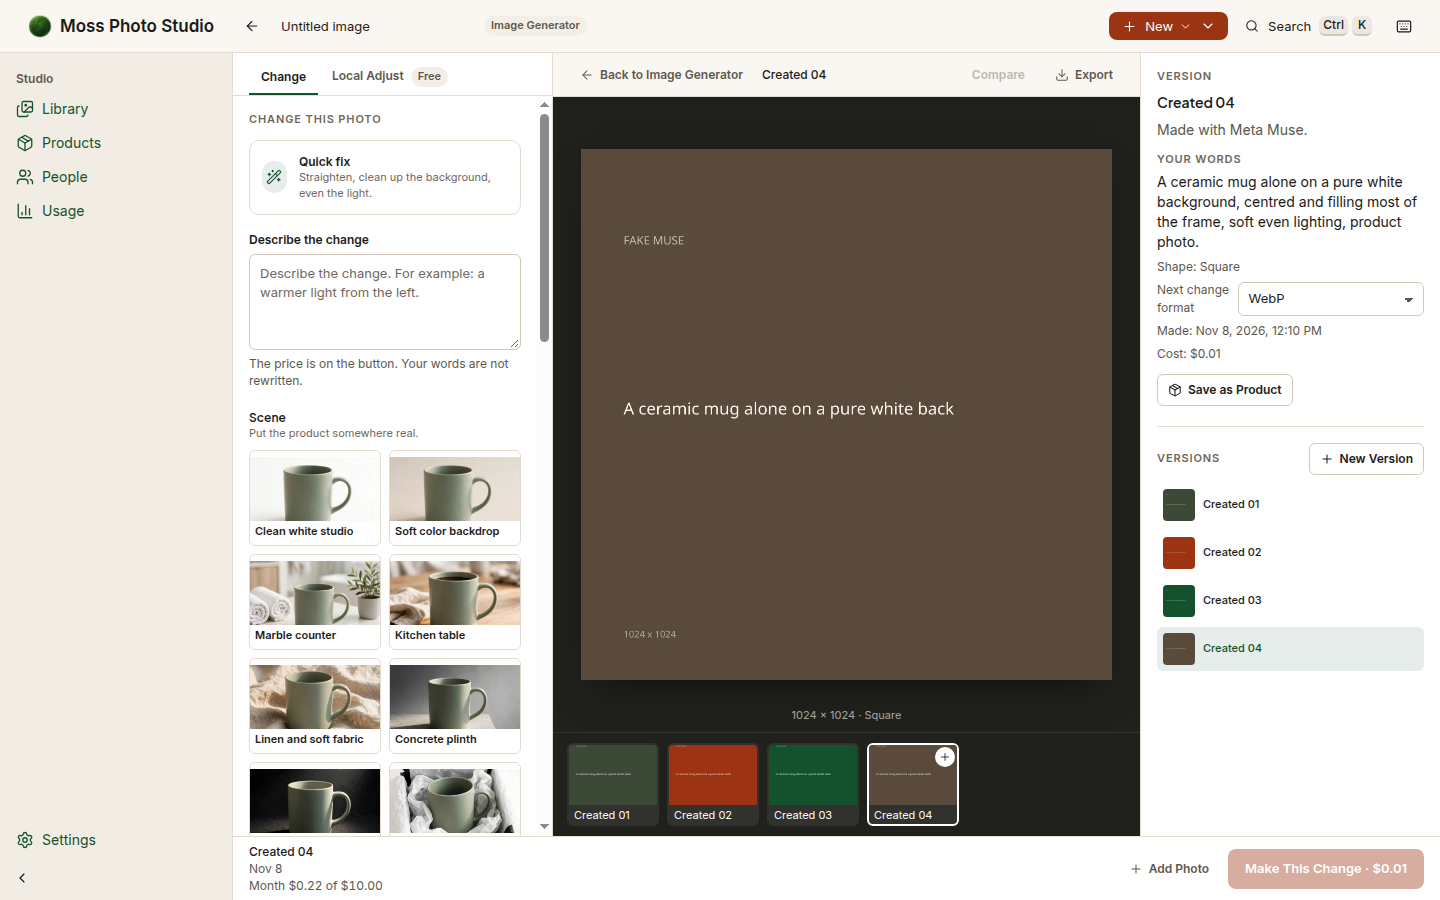 Moss Photo Studio
Untitled image
Image Generator
New
Search
Ctrl
K
Studio
Library
Products
People
Usage
Settings
Change
Local Adjust
Free
CHANGE THIS PHOTO
Quick fix
Straighten, clean up the background,
even the light.
Describe the change
Describe the change. For example: a
warmer light from the left.
The price is on the button. Your words are not
rewritten.
Scene
Put the product somewhere real.
Clean white studio
Soft color backdrop
Marble counter
Kitchen table
Linen and soft fabric
Concrete plinth
Back to Image Generator
Created 04
Compare
Export
FAKE MUSE
A ceramic mug alone on a pure white back
1024 x 1024
1024 × 1024 · Square
Created 01
Created 02
Created 03
Created 04
VERSION
Created 04
Made with Meta Muse.
YOUR WORDS
A ceramic mug alone on a pure white
background, centred and filling most of
the frame, soft even lighting, product
photo.
Shape: Square
Next change
format
WebP
Made: Nov 8, 2026, 12:10 PM
Cost: $0.01
Save as Product
VERSIONS
New Version
Created 01
Created 02
Created 03
Created 04
Created 04
Nov 8
Month $0.22 of $10.00
Add Photo
Make This Change · $0.01